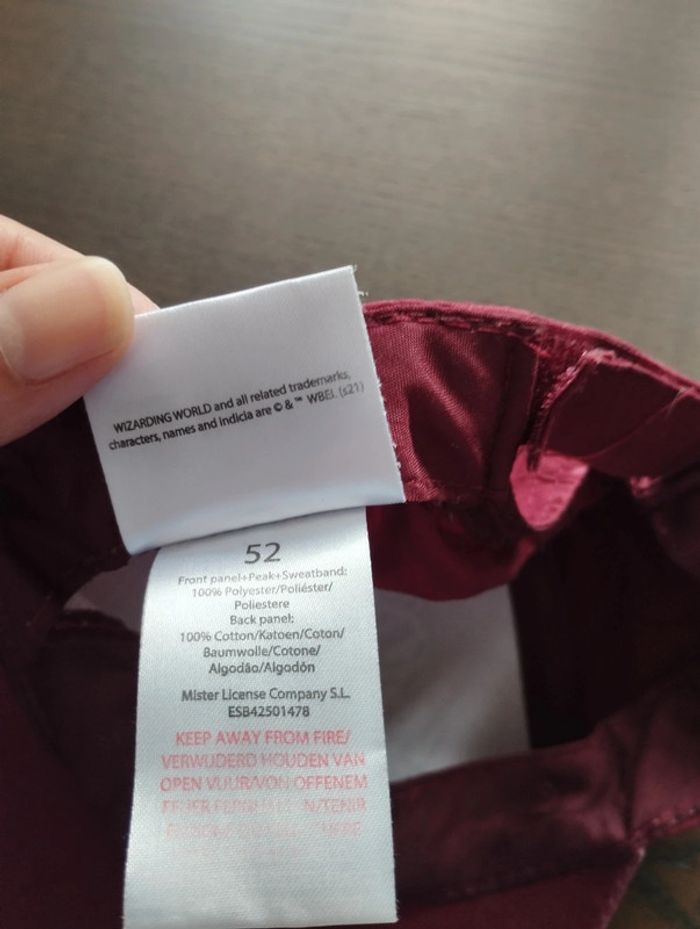 WIZARDING WORLD and all related trademarks,
characters, names and indicia are © & ™ WBEI. (s21)
52
Front panel+Peak+Sweatband:
100% Polyester/Poliéster/
Poliestere
Back panel:
100% Cotton/Katoen/Coton/
Baumwolle/Cotone/
Algodão/Algodón
Mister License Company S.L.
ESB42501478
KEEP AWAY FROM FIRE/
VERWIJDERD HOUDEN VAN
OPEN VUUR/VON OFFENEM